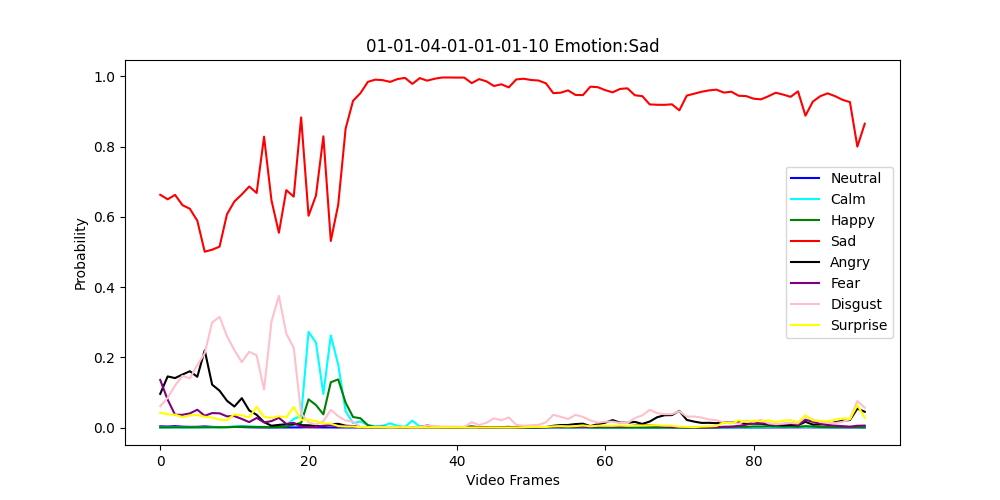 01-01-04-01-01-01-10 Emotion:Sad
1.0
0.8
0.6
0.4
0.2
0.0
Probability
0
20
40
60
80
Video Frames
Neutral
Calm
Happy
Sad
Angry
Fear
Disgust
Surprise